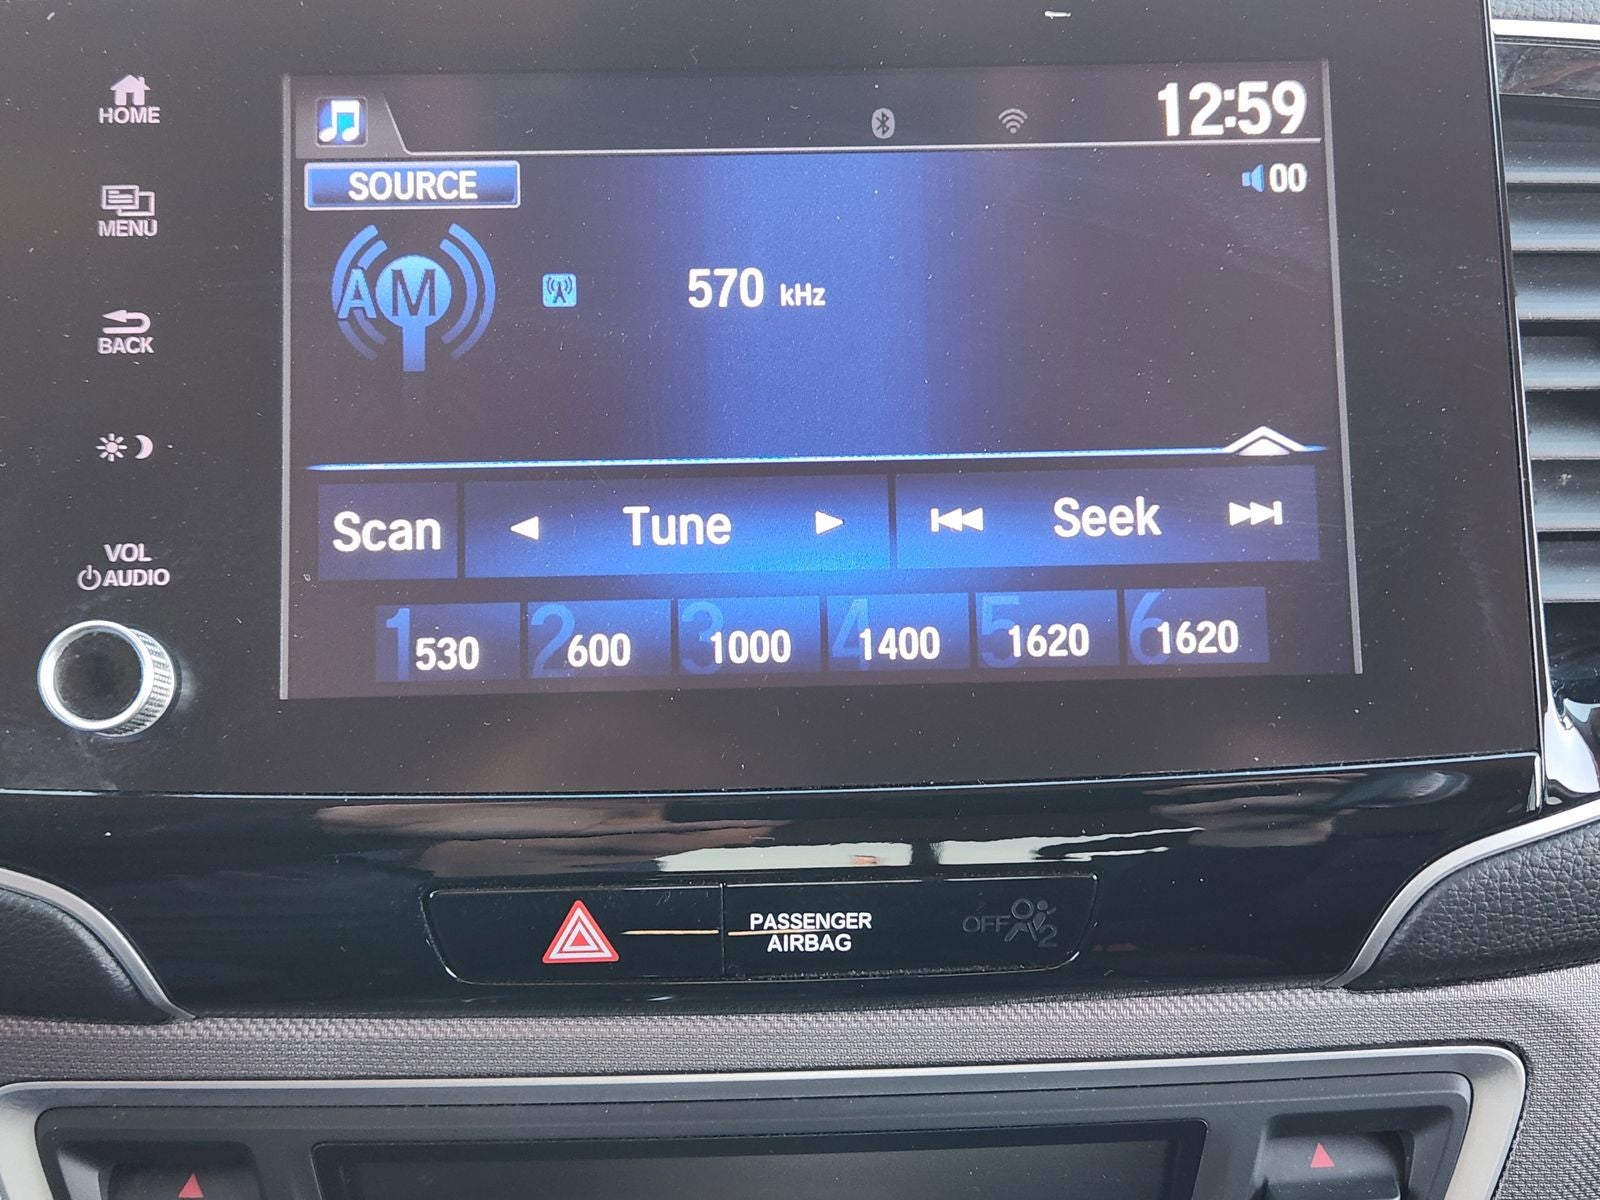 HOME
MENU
BACK
VOL
AUDIO
12:59
SOURCE
00
AM
570 kHz
Scan
Tune
Seek
1 530
2 600
3 1000
4 1400
5 1620
6 1620
PASSENGER
AIRBAG
OFF
2